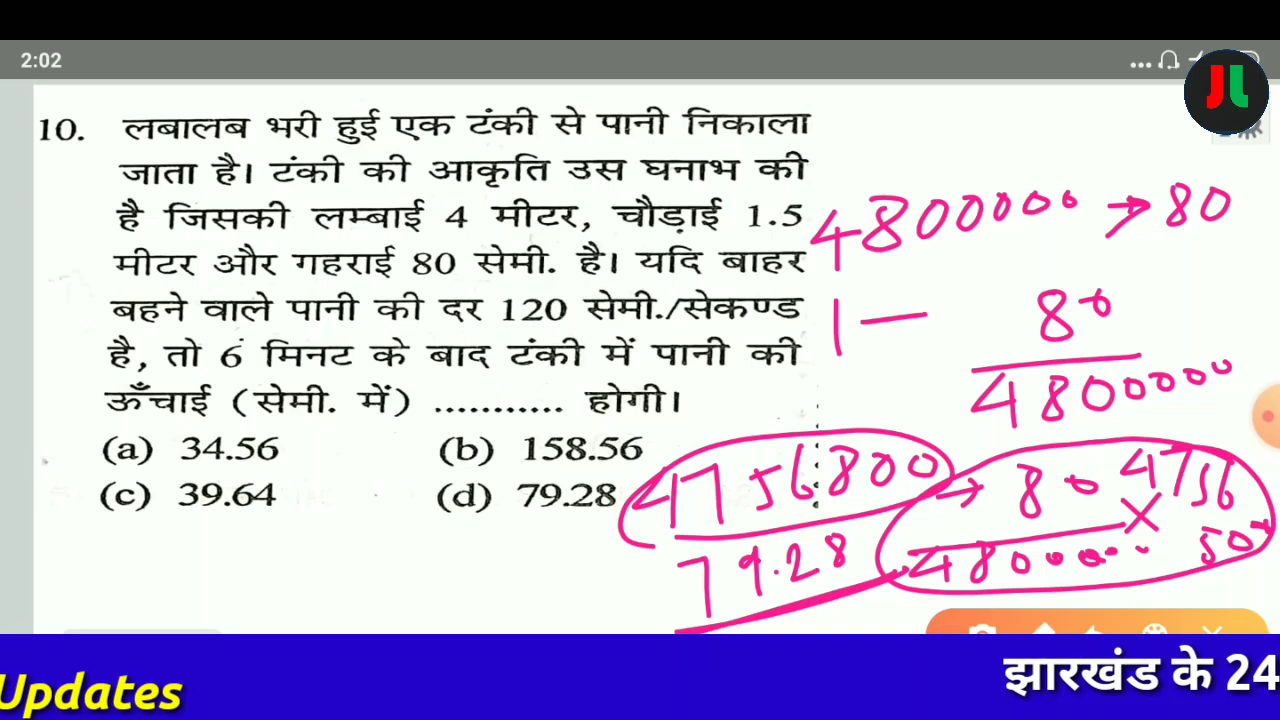 2:02
10. लबालब भरी हुई एक टंकी से पानी निकाला
जाता है। टंकी की आकृति उस घनाभ की
है जिसकी लम्बाई 4 मीटर, चौड़ाई 1.5
मीटर और गहराई 80 सेमी. है। यदि बाहर
बहने वाले पानी की दर 120 सेमी./सेकण्ड
है, तो 6 मिनट के बाद टंकी में पानी की
ऊँचाई (सेमी. में) ............ होगी।
(a) 34.56 (b) 158.56
(c) 39.64 (d) 79.28
4800000 → 80
1 — 80
4800000
4756800 → 80 × 4756
4800000
79.28
JL
Updates
झारखंड के 24